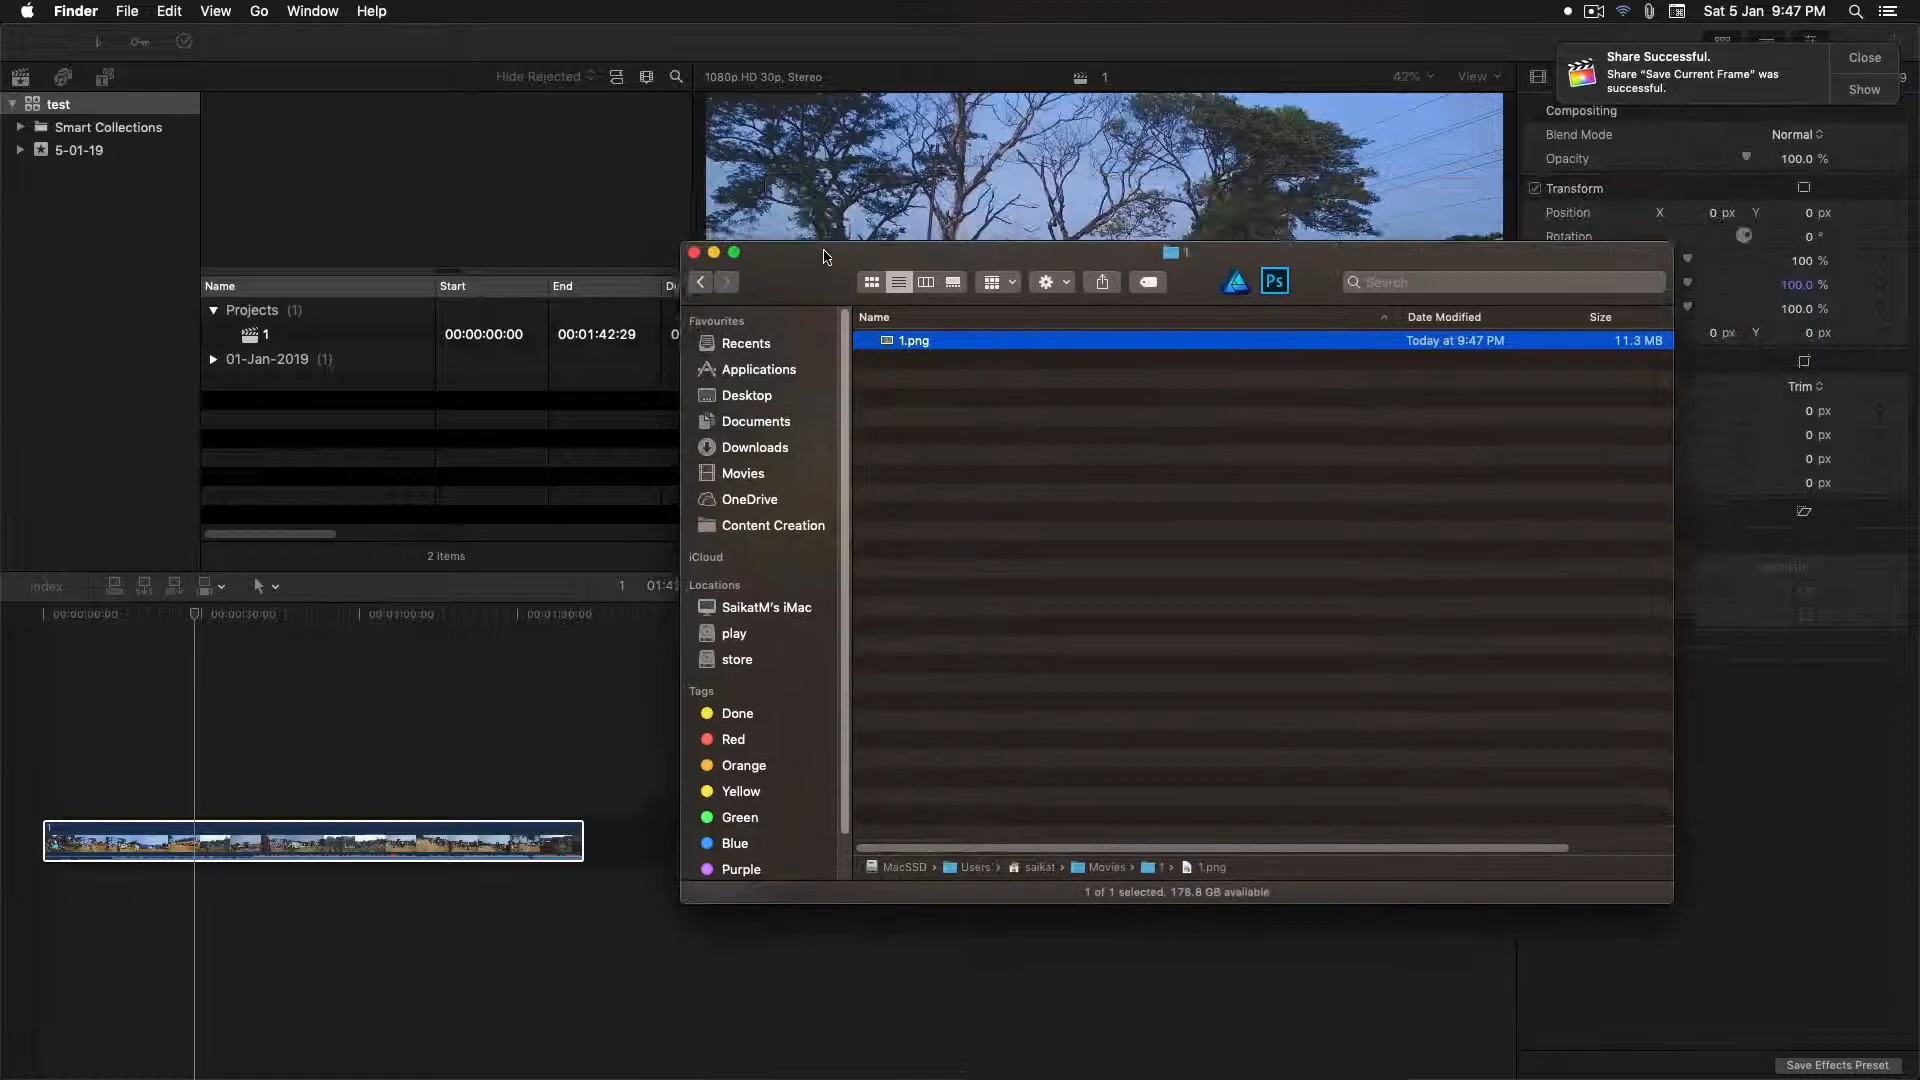 Finder File Edit View Go Window Help
Sat 5 Jan 9:47 PM
Hide Rejected
1080p.HD 30p, Stereo
1
42%
View
Share Successful.
Share “Save Current Frame” was
successful.
Close
Show
test
Smart Collections
5-01-19
Name Start End
Projects (1)
1 00:00:00:00 00:01:42:29
01-Jan-2019 (1)
2 items
Index
1
00:00:00:00 00:00:30:00 00:01:00:00 00:01:30:00
1
1
Ps
Search
Favourites
Recents
Applications
Desktop
Documents
Downloads
Movies
OneDrive
Content Creation
iCloud
Locations
SaikatM's iMac
play
store
Tags
Done
Red
Orange
Yellow
Green
Blue
Purple
Name Date Modified Size
1.png Today at 9:47 PM 11.3 MB
MacSSD › Users › saikat › Movies › 1 › 1.png
1 of 1 selected, 178.8 GB available
Compositing
Blend Mode Normal
Opacity 100.0 %
Transform
Position X 0 px Y 0 px
Rotation 0 °
100 %
100.0 %
100.0 %
0 px Y 0 px
Trim
0 px
0 px
0 px
0 px
Save Effects Preset